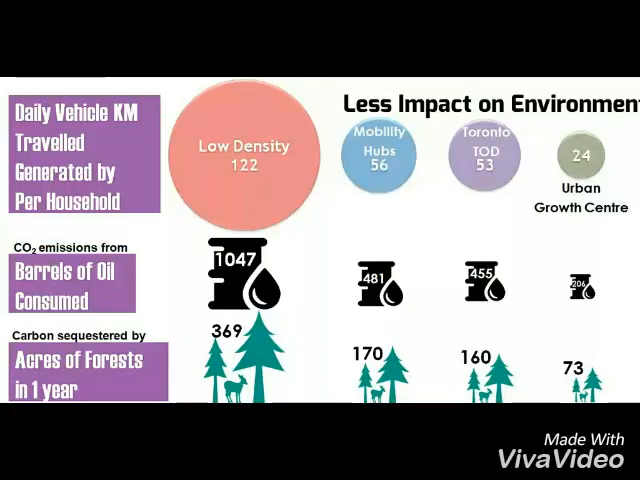 Less Impact on Environmen
Daily Vehicle KM
Travelled
Generated by
Per Household
Low Density
122
Mobility
Hubs
56
Toronto
TOD
53
24
Urban
Growth Centre
CO₂ emissions from
Barrels of Oil
Consumed
1047
481
455
206
Carbon sequestered by
Acres of Forests
in 1 year
369
170
160
73
Made With
VivaVideo